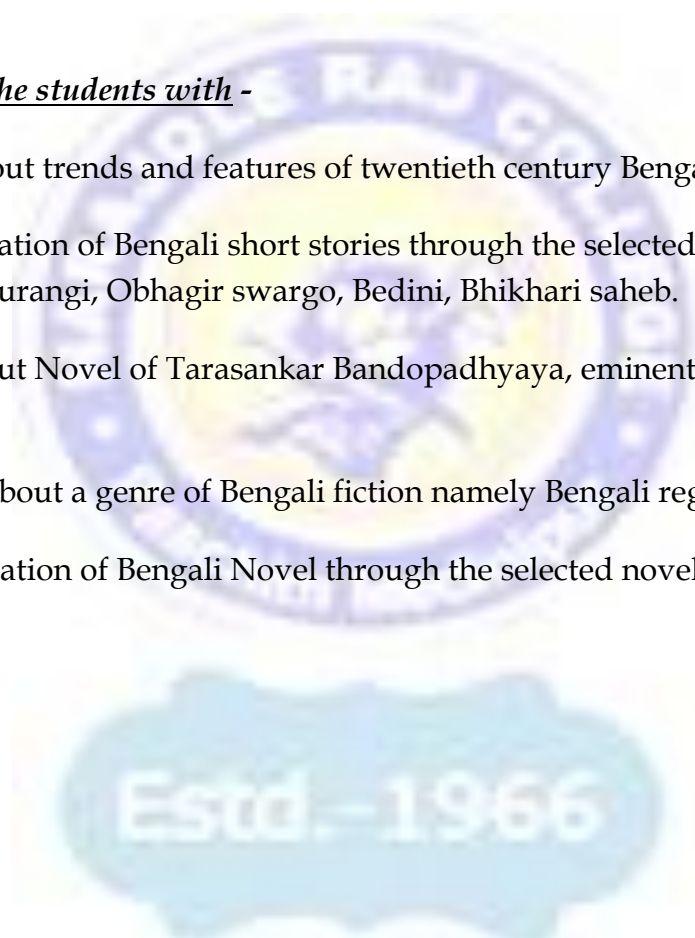 he students with -
out trends and features of twentieth century Benga
ation of Bengali short stories through the selected
urangi, Obhagir swargo, Bedini, Bhikhari saheb.
ut Novel of Tarasankar Bandopadhyaya, eminent
bout a genre of Bengali fiction namely Bengali reg
ation of Bengali Novel through the selected novel
RAJ COLL
Estd.-1966